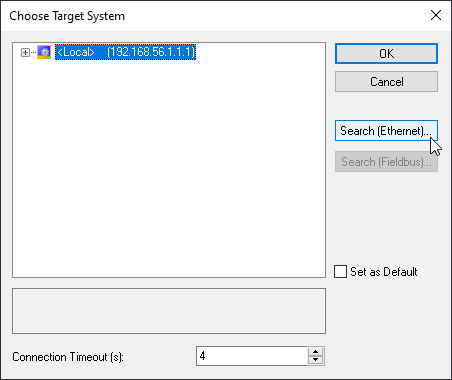 Choose Target System
<Local> (192.168.56.1.1.1)
OK
Cancel
Search (Ethernet)...
Search (Fieldbus)...
Set as Default
Connection Timeout (s):
4